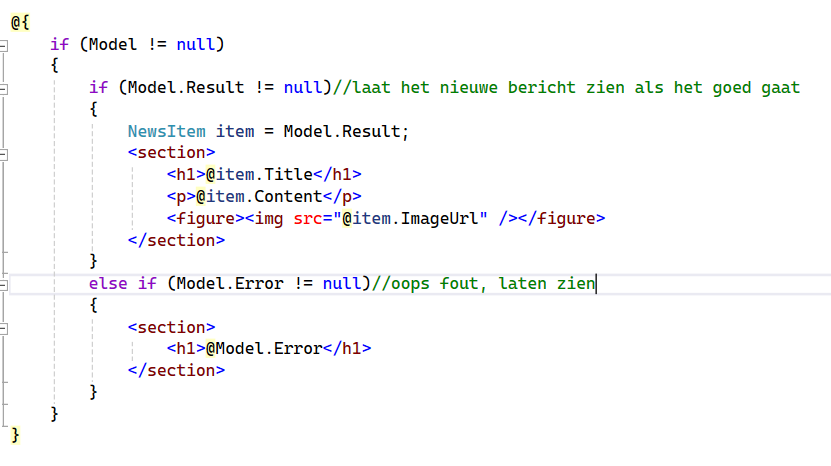 @{
if (Model != null)
{
if (Model.Result != null)//laat het nieuwe bericht zien als het goed gaat
{
NewsItem item = Model.Result;
<section>
<h1>@item.Title</h1>
<p>@item.Content</p>
<figure><img src="@item.ImageUrl" /></figure>
</section>
}
else if (Model.Error != null)//oops fout, laten zien
{
<section>
<h1>@Model.Error</h1>
</section>
}
}
}